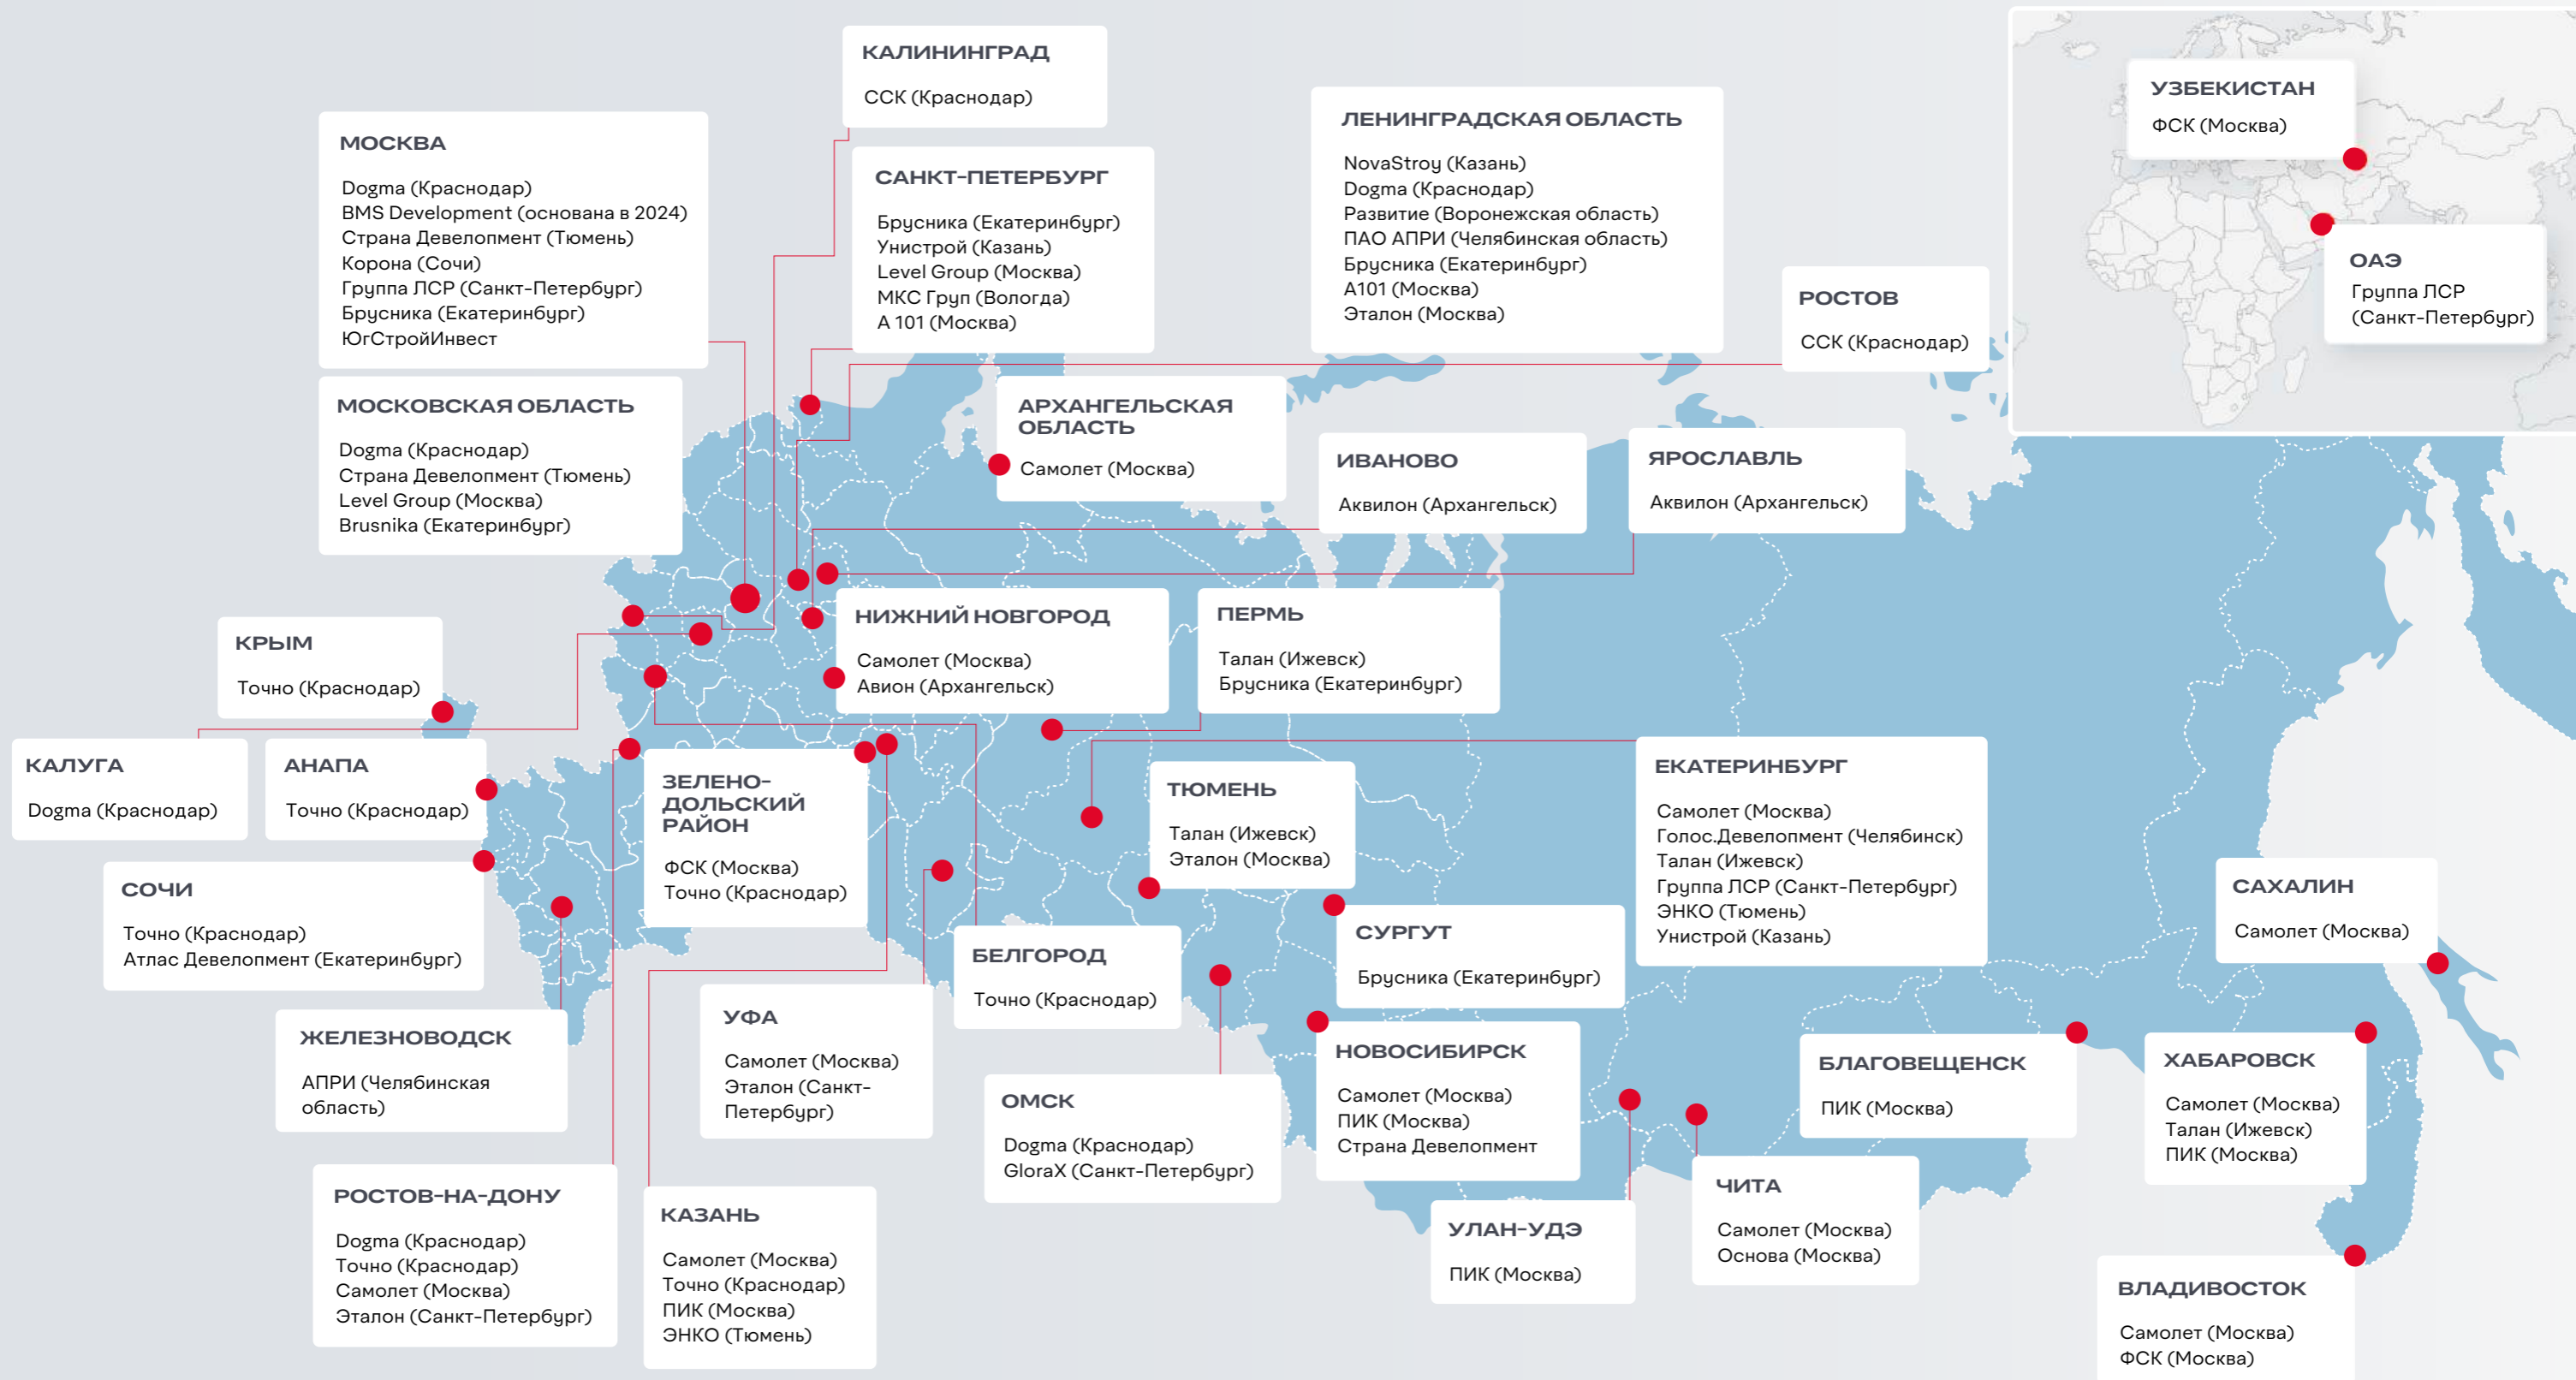 КАЛИНИНГРАД
ССК (Краснодар)
МОСКВА
Dogma (Краснодар)
BMS Development (основана в 2024)
Страна Девелопмент (Тюмень)
Корона (Сочи)
Группа ЛСР (Санкт-Петербург)
Брусника (Екатеринбург)
ЮгСтройИнвест
САНКТ-ПЕТЕРБУРГ
Брусника (Екатеринбург)
Унистрой (Казань)
Level Group (Москва)
МКС Груп (Вологда)
А 101 (Москва)
ЛЕНИНГРАДСКАЯ ОБЛАСТЬ
NovaStroy (Казань)
Dogma (Краснодар)
Развитие (Воронежская область)
ПАО АПРИ (Челябинская область)
Брусника (Екатеринбург)
А101 (Москва)
Эталон (Москва)
РОСТОВ
ССК (Краснодар)
УЗБЕКИСТАН
ФСК (Москва)
ОАЭ
Группа ЛСР
(Санкт-Петербург)
МОСКОВСКАЯ ОБЛАСТЬ
Dogma (Краснодар)
Страна Девелопмент (Тюмень)
Level Group (Москва)
Brusnika (Екатеринбург)
АРХАНГЕЛЬСКАЯ
ОБЛАСТЬ
Самолет (Москва)
ИВАНОВО
Аквилон (Архангельск)
ЯРОСЛАВЛЬ
Аквилон (Архангельск)
КРЫМ
Точно (Краснодар)
НИЖНИЙ НОВГОРОД
Самолет (Москва)
Авион (Архангельск)
ПЕРМЬ
Талан (Ижевск)
Брусника (Екатеринбург)
КАЛУГА
Dogma (Краснодар)
АНАПА
Точно (Краснодар)
ЗЕЛЕНО-
ДОЛЬСКИЙ
РАЙОН
ФСК (Москва)
Точно (Краснодар)
ТЮМЕНЬ
Талан (Ижевск)
Эталон (Москва)
ЕКАТЕРИНБУРГ
Самолет (Москва)
Голос.Девелопмент (Челябинск)
Талан (Ижевск)
Группа ЛСР (Санкт-Петербург)
ЭНКО (Тюмень)
Унистрой (Казань)
СОЧИ
Точно (Краснодар)
Атлас Девелопмент (Екатеринбург)
БЕЛГОРОД
Точно (Краснодар)
СУРГУТ
Брусника (Екатеринбург)
САХАЛИН
Самолет (Москва)
ЖЕЛЕЗНОВОДСК
АПРИ (Челябинская
область)
УФА
Самолет (Москва)
Эталон (Санкт-
Петербург)
ОМСК
Dogma (Краснодар)
GloraX (Санкт-Петербург)
НОВОСИБИРСК
Самолет (Москва)
ПИК (Москва)
Страна Девелопмент
БЛАГОВЕЩЕНСК
ПИК (Москва)
ХАБАРОВСК
Самолет (Москва)
Талан (Ижевск)
ПИК (Москва)
РОСТОВ-НА-ДОНУ
Dogma (Краснодар)
Точно (Краснодар)
Самолет (Москва)
Эталон (Санкт-Петербург)
КАЗАНЬ
Самолет (Москва)
Точно (Краснодар)
ПИК (Москва)
ЭНКО (Тюмень)
УЛАН-УДЭ
ПИК (Москва)
ЧИТА
Самолет (Москва)
Основа (Москва)
ВЛАДИВОСТОК
Самолет (Москва)
ФСК (Москва)